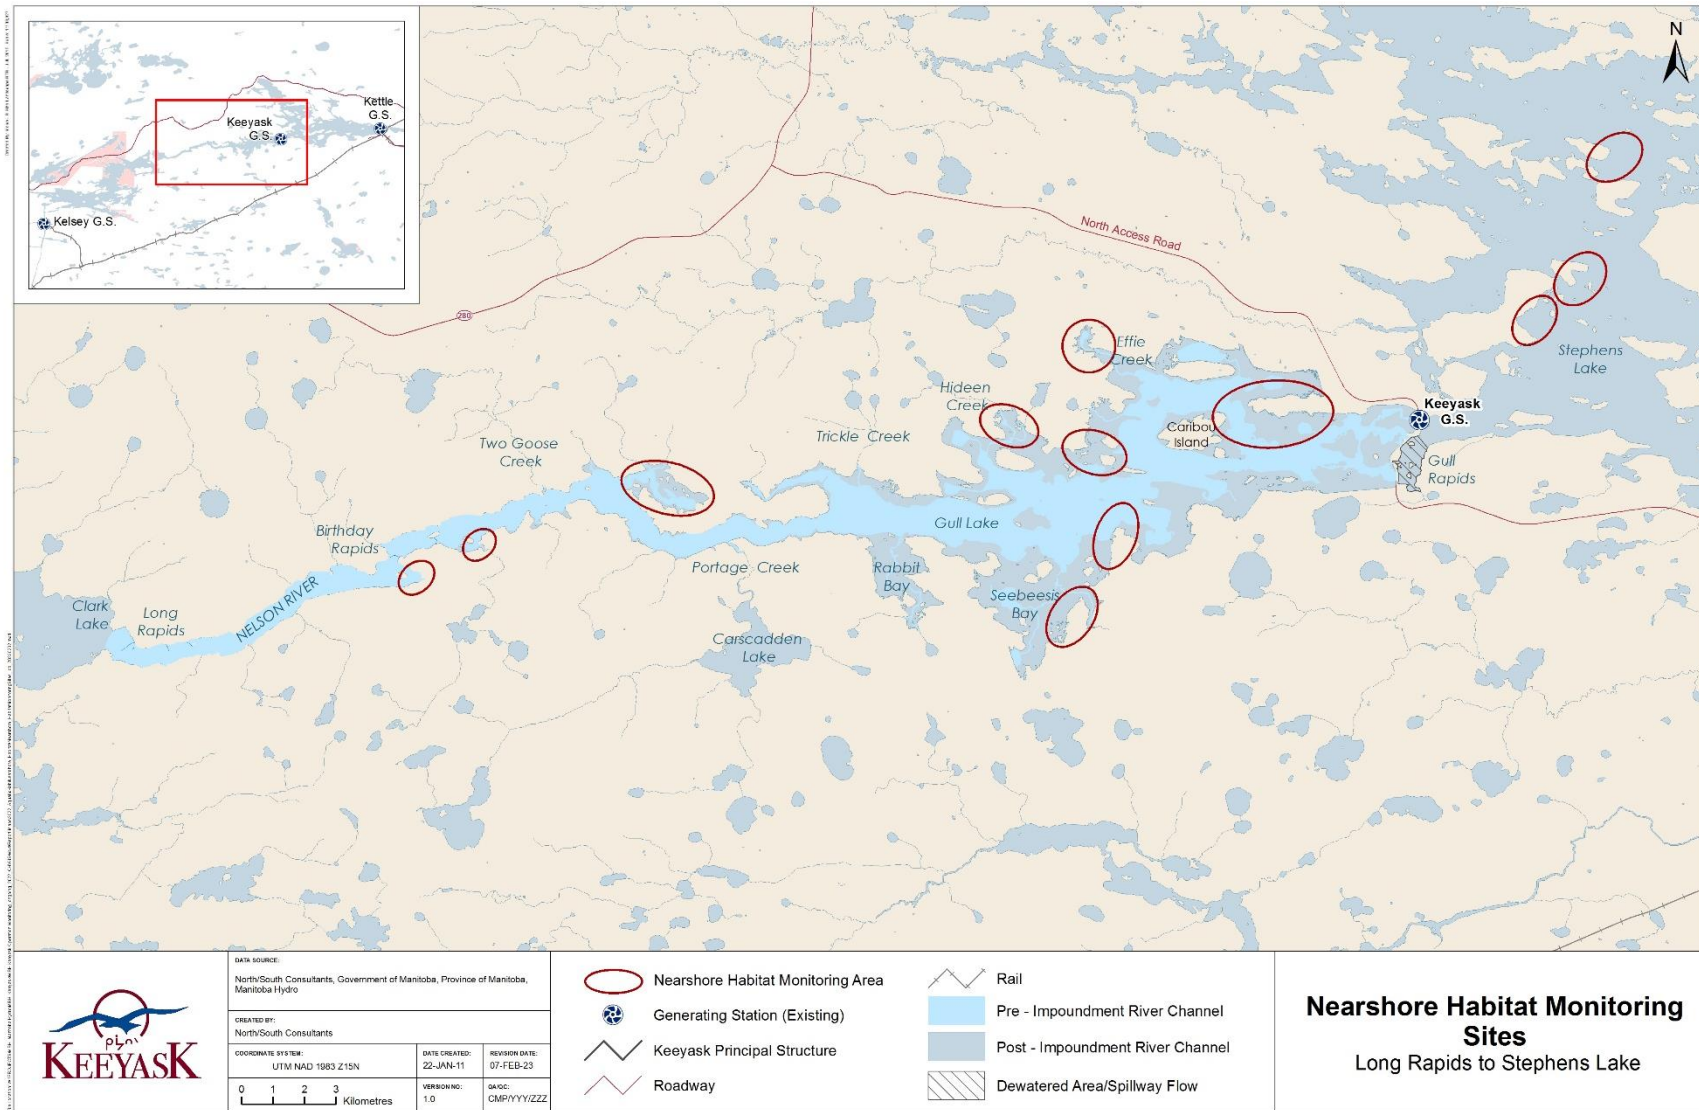 Keeyask
G.S.
Kettle
G.S.
Kelsey G.S.
N
280
North Access Road
Stephens
Lake
Effie
Creek
Hideen
Creek
Keeyask
G.S.
Caribou
Island
Trickle Creek
Two Goose
Creek
Gull
Rapids
Gull Lake
Birthday
Rapids
Portage Creek
Rabbit
Bay
Seebeesis
Bay
NELSON RIVER
Clark
Lake
Long
Rapids
Carscadden
Lake
KEEYASK
DATA SOURCE:
North/South Consultants, Government of Manitoba, Province of Manitoba,
Manitoba Hydro
CREATED BY:
North/South Consultants
COORDINATE SYSTEM:
UTM NAD 1983 Z15N
DATE CREATED:
22-JAN-11
REVISION DATE:
07-FEB-23
0 1 2 3 Kilometres
VERSION NO:
1.0
QA/QC:
CMP/YYY/ZZZ
Nearshore Habitat Monitoring Area
Generating Station (Existing)
Keeyask Principal Structure
Roadway
Rail
Pre - Impoundment River Channel
Post - Impoundment River Channel
Dewatered Area/Spillway Flow
Nearshore Habitat Monitoring
Sites
Long Rapids to Stephens Lake